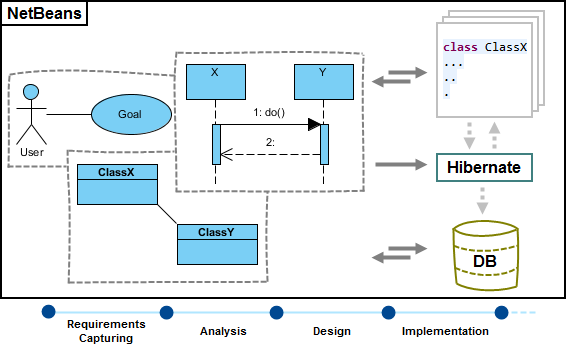 NetBeans
User
Goal
X
Y
1: do()
2:
ClassX
ClassY
class ClassX
...
..
.
Hibernate
DB
Requirements
Capturing
Analysis
Design
Implementation